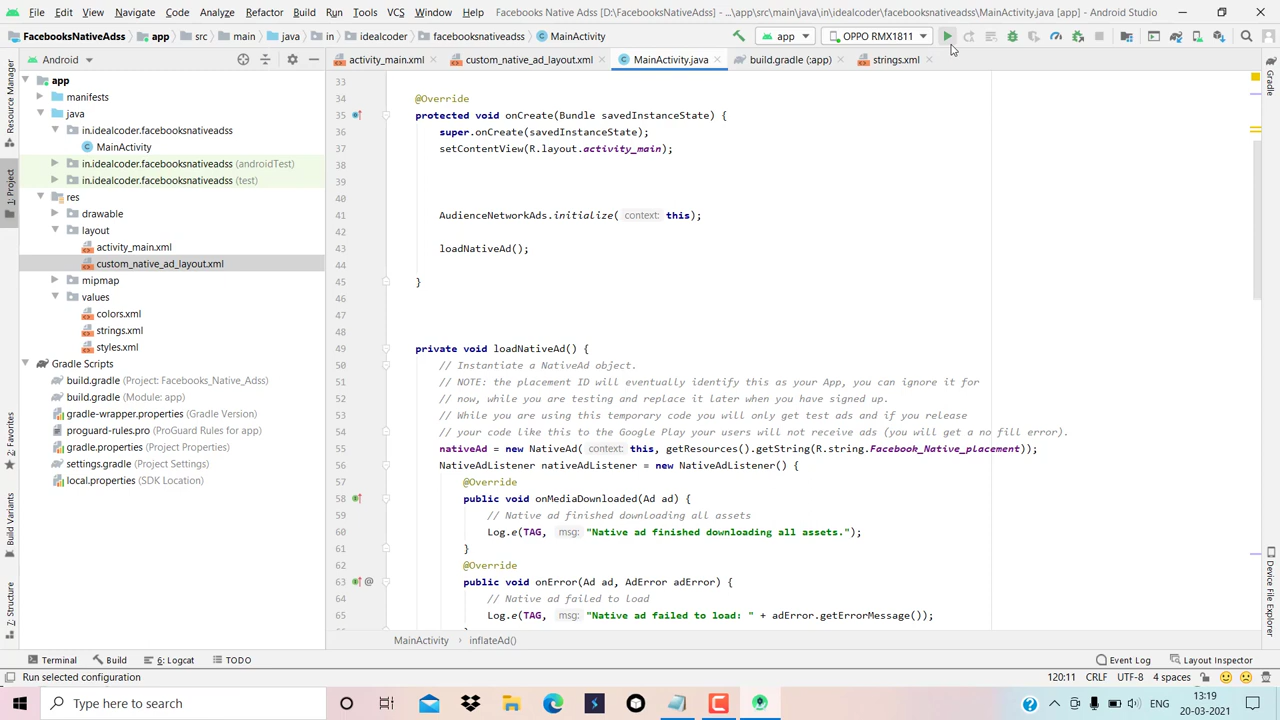 File Edit View Navigate Code Analyze Refactor Build Run Tools VCS Window Help Facebooks Native Adss [D:\FacebooksNativeAdss] - ...\app\src\main\java\in\idealcoder\facebooksnativeadss\MainActivity.java [app] - Android Studio
FacebooksNativeAdss app src main java in idealcoder facebooksnativeadss MainActivity app OPPO RMX1811
Android activity_main.xml custom_native_ad_layout.xml MainActivity.java build.gradle (:app) strings.xml
app
manifests
java
in.idealcoder.facebooksnativeadss
MainActivity
in.idealcoder.facebooksnativeadss (androidTest)
in.idealcoder.facebooksnativeadss (test)
res
drawable
layout
activity_main.xml
custom_native_ad_layout.xml
mipmap
values
colors.xml
strings.xml
styles.xml
Gradle Scripts
build.gradle (Project: Facebooks_Native_Adss)
build.gradle (Module: app)
gradle-wrapper.properties (Gradle Version)
proguard-rules.pro (ProGuard Rules for app)
gradle.properties (Project Properties)
settings.gradle (Project Settings)
local.properties (SDK Location)
Resource Manager
1: Project
2: Favorites
Build Variants
7: Structure
33
34 @Override
35 protected void onCreate(Bundle savedInstanceState) {
36 super.onCreate(savedInstanceState);
37 setContentView(R.layout.activity_main);
38
39
40
41 AudienceNetworkAds.initialize( context: this);
42
43 loadNativeAd();
44
45 }
46
47
48
49 private void loadNativeAd() {
50 // Instantiate a NativeAd object.
51 // NOTE: the placement ID will eventually identify this as your App, you can ignore it for
52 // now, while you are testing and replace it later when you have signed up.
53 // While you are using this temporary code you will only get test ads and if you release
54 // your code like this to the Google Play your users will not receive ads (you will get a no fill error).
55 nativeAd = new NativeAd( context: this, getResources().getString(R.string.Facebook_Native_placement));
56 NativeAdListener nativeAdListener = new NativeAdListener() {
57 @Override
58 public void onMediaDownloaded(Ad ad) {
59 // Native ad finished downloading all assets
60 Log.e(TAG, msg: "Native ad finished downloading all assets.");
61 }
62 @Override
63 public void onError(Ad ad, AdError adError) {
64 // Native ad failed to load
65 Log.e(TAG, msg: "Native ad failed to load: " + adError.getErrorMessage());
MainActivity inflateAd()
Gradle
Device File Explorer
Terminal Build 6: Logcat TODO Event Log Layout Inspector
Run selected configuration 120:11 CRLF UTF-8 4 spaces
Type here to search ENG 13:19
20-03-2021